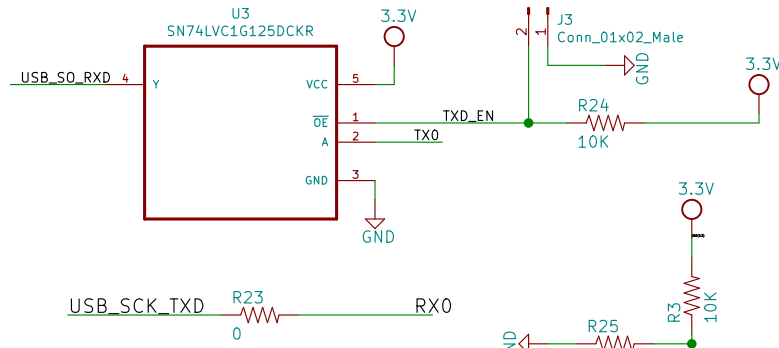 U3
SN74LVC1G125DCKR
3.3V
2
1
J3
Conn_01x02_Male
GND
3.3V
USB_SO_RXD
4
Y
VCC
5
OE
1
TXD_EN
R24
10K
A
2
TX0
GND
3
GND
3.3V
USB_SCK_TXD
R23
0
RX0
R3
10K
GND
R25